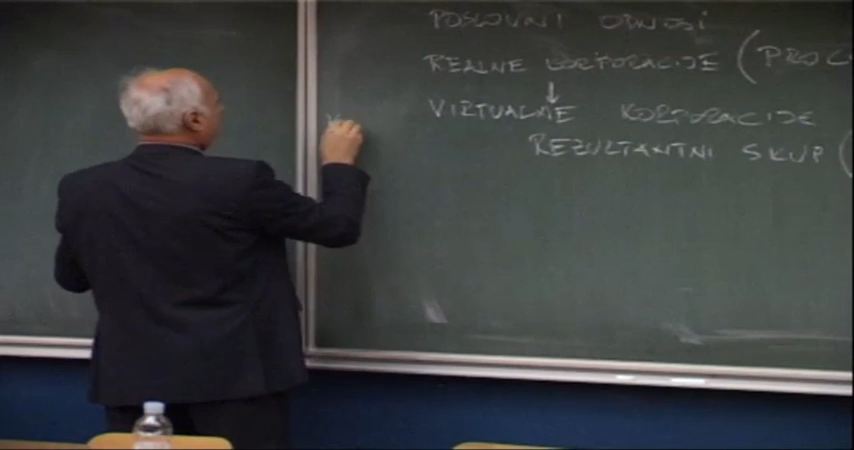 POSLOVNI ODNOSI
REALNE KORPORACIJE (PROC
VIRTUALNE KORPORACIJE
REZULTANTNI SKUP (